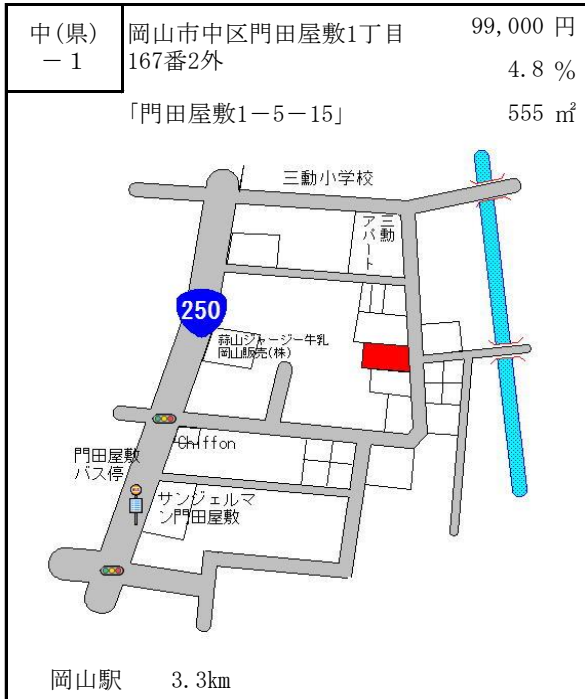 中(県)
－1
岡山市中区門田屋敷1丁目
167番2外
99,000 円
4.8 %
「門田屋敷1－5－15」
555 ㎡
三勳小学校
三勳
アパート
250
蒜山ジャージー牛乳
岡山販売(株)
Chiffon
門田屋敷
バス停
サンジェルマ
ン門田屋敷
岡山駅 3.3km